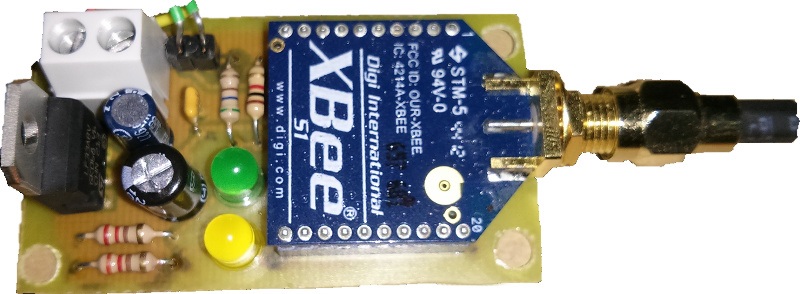 1
STM-5
94V-0
FCC ID: OUR-XBEE
IC: 4214A-XBEE
Digi International
®
XBee
S1
www.digi.com
20